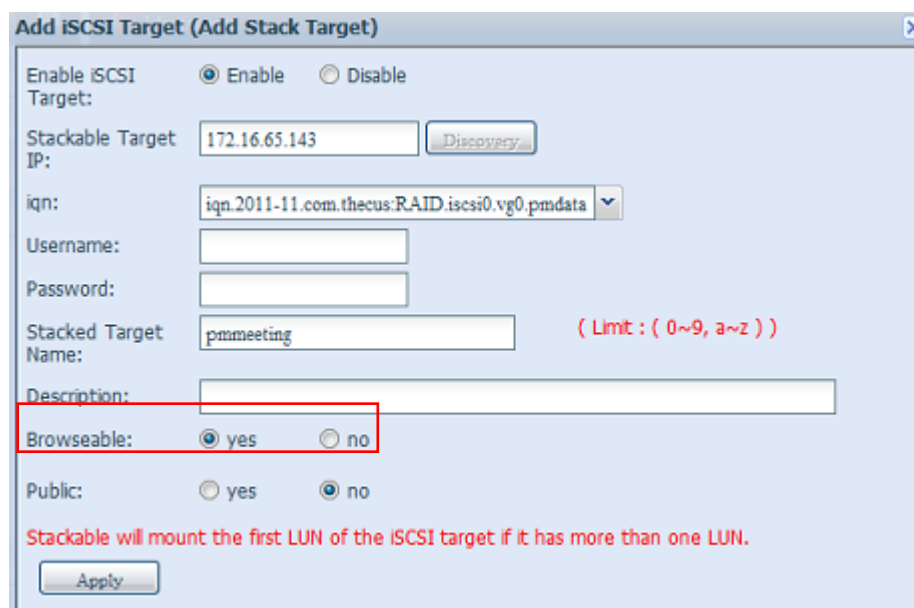 Add iSCSI Target (Add Stack Target)
Enable iSCSI Target: Enable Disable
Stackable Target IP: 172.16.65.143 Discovery
iqn: iqn.2011-11.com.thecus:RAID.iscsi0.vg0.pmdata
Username:
Password:
Stacked Target Name: pmmeeting ( Limit : ( 0~9, a~z ) )
Description:
Browseable: yes no
Public: yes no
Stackable will mount the first LUN of the iSCSI target if it has more than one LUN.
Apply